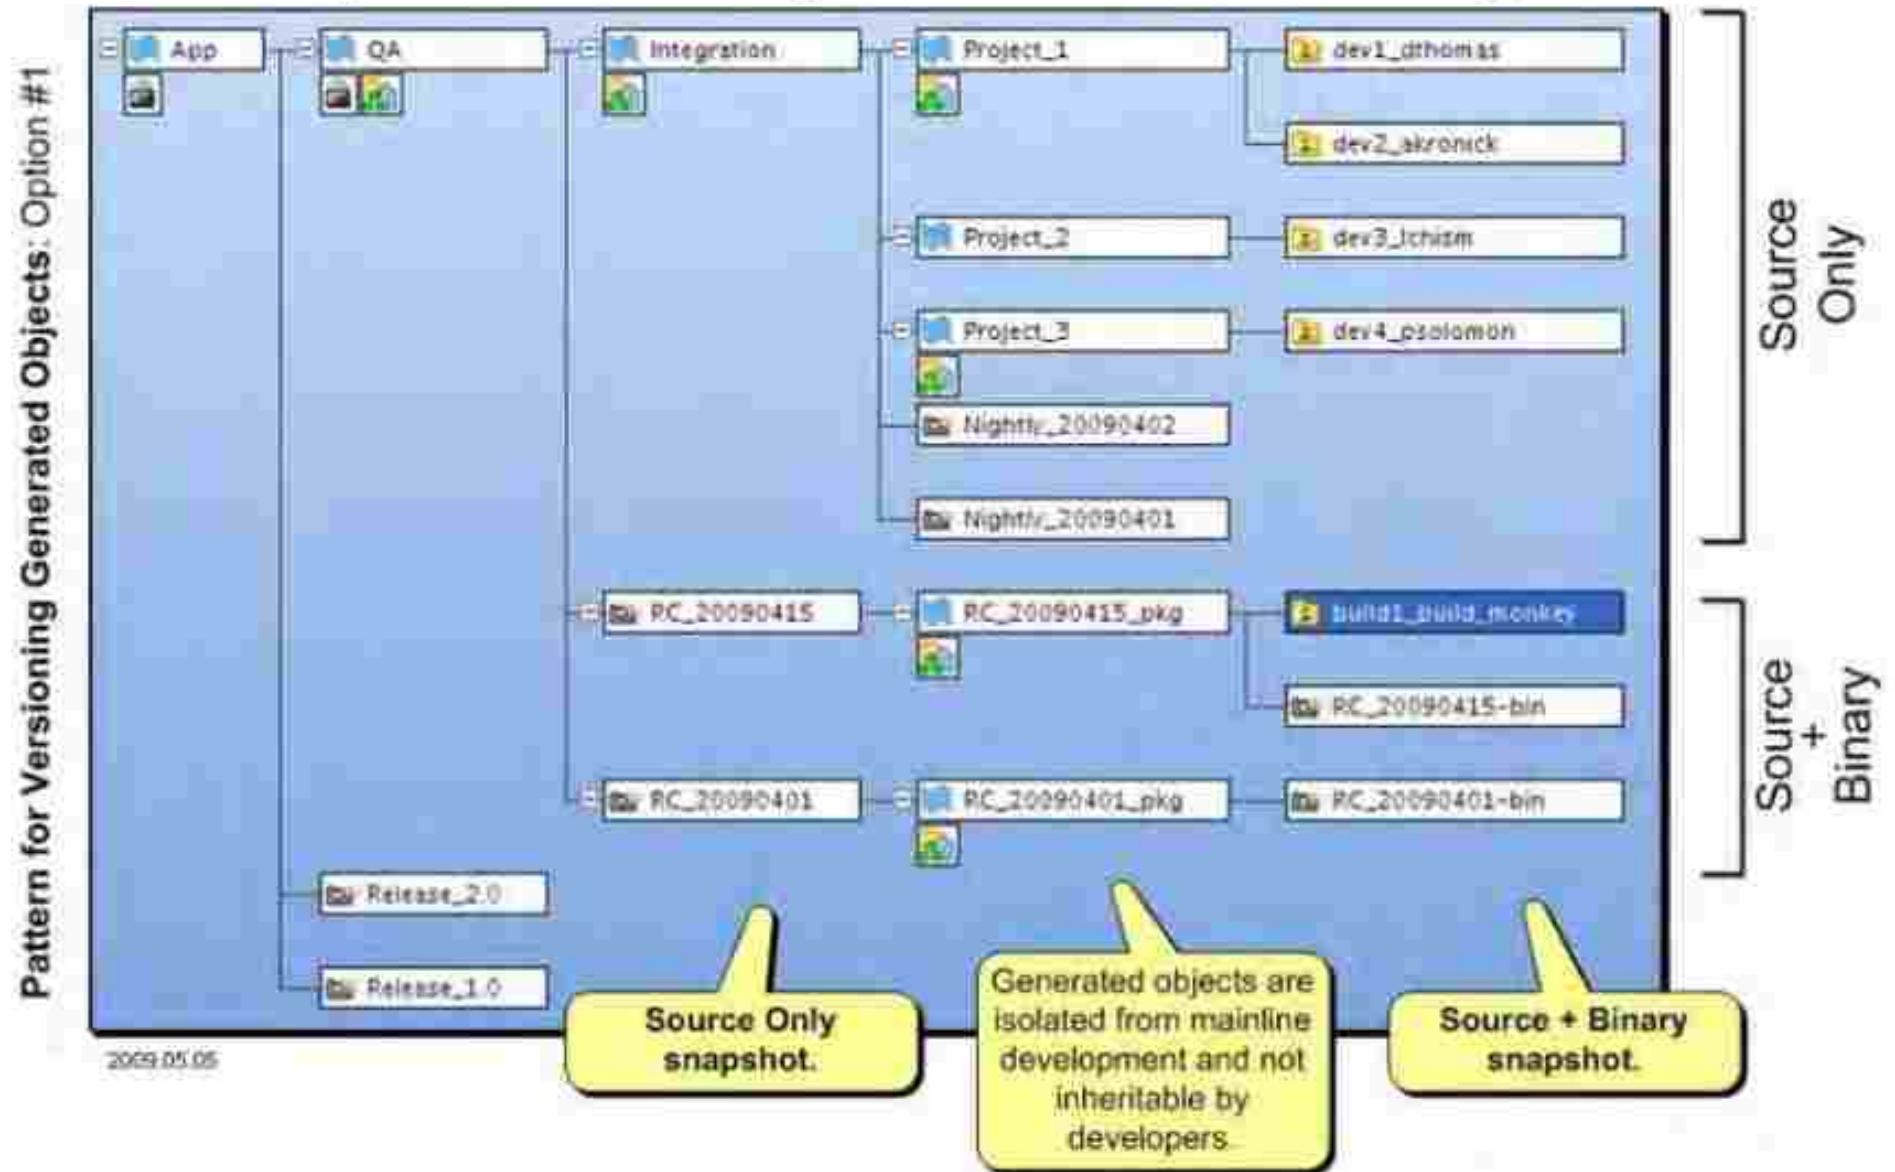 Pattern for Versioning Generated Objects: Option #1
App
QA
Integration
Project_1
dev1_dthomas
dev2_akronick
Project_2
dev3_lchism
Project_3
dev4_psolomon
Nightly_20090402
Nightly_20090401
RC_20090415
RC_20090415_pkg
build1_build_monkey
RC_20090415-bin
RC_20090401
RC_20090401_pkg
RC_20090401-bin
Release_2.0
Release_1.0
Source
Only
Source
+
Binary
Source Only
snapshot.
Generated objects are
isolated from mainline
development and not
inheritable by
developers.
Source + Binary
snapshot.
2009.05.05